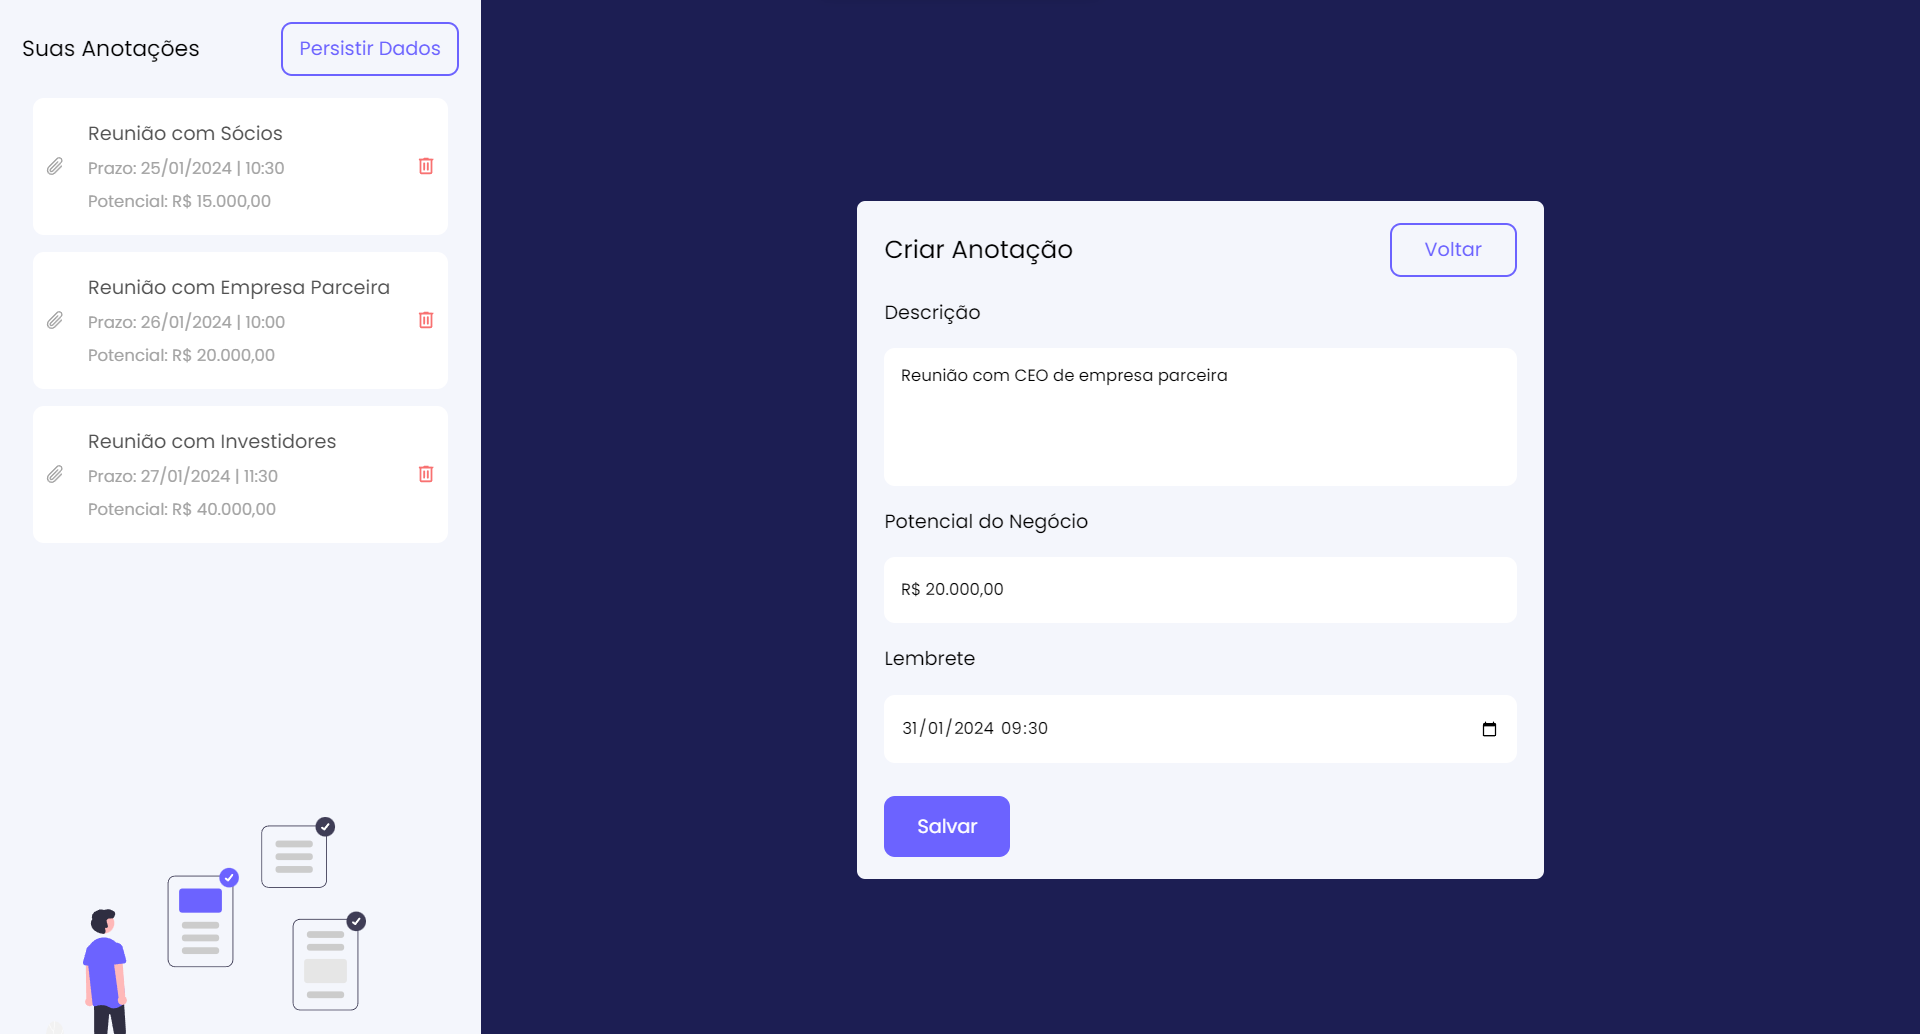 Suas Anotações
Persistir Dados
Reunião com Sócios
Prazo: 25/01/2024 | 10:30
Potencial: R$ 15.000,00
Reunião com Empresa Parceira
Prazo: 26/01/2024 | 10:00
Potencial: R$ 20.000,00
Reunião com Investidores
Prazo: 27/01/2024 | 11:30
Potencial: R$ 40.000,00
Criar Anotação
Voltar
Descrição
Reunião com CEO de empresa parceira
Potencial do Negócio
R$ 20.000,00
Lembrete
31/01/2024 09:30
Salvar